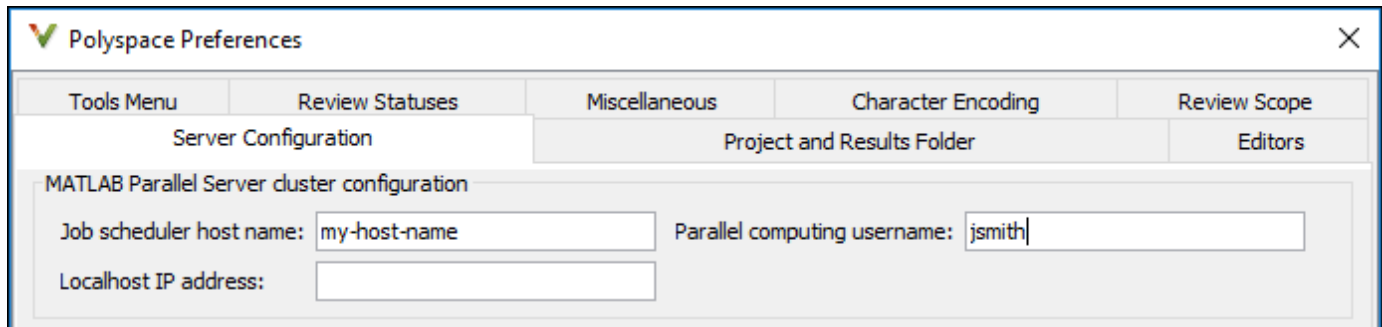 Polyspace Preferences
Tools Menu Review Statuses Miscellaneous Character Encoding Review Scope
Server Configuration Project and Results Folder Editors
MATLAB Parallel Server cluster configuration
Job scheduler host name: my-host-name Parallel computing username: jsmith
Localhost IP address: